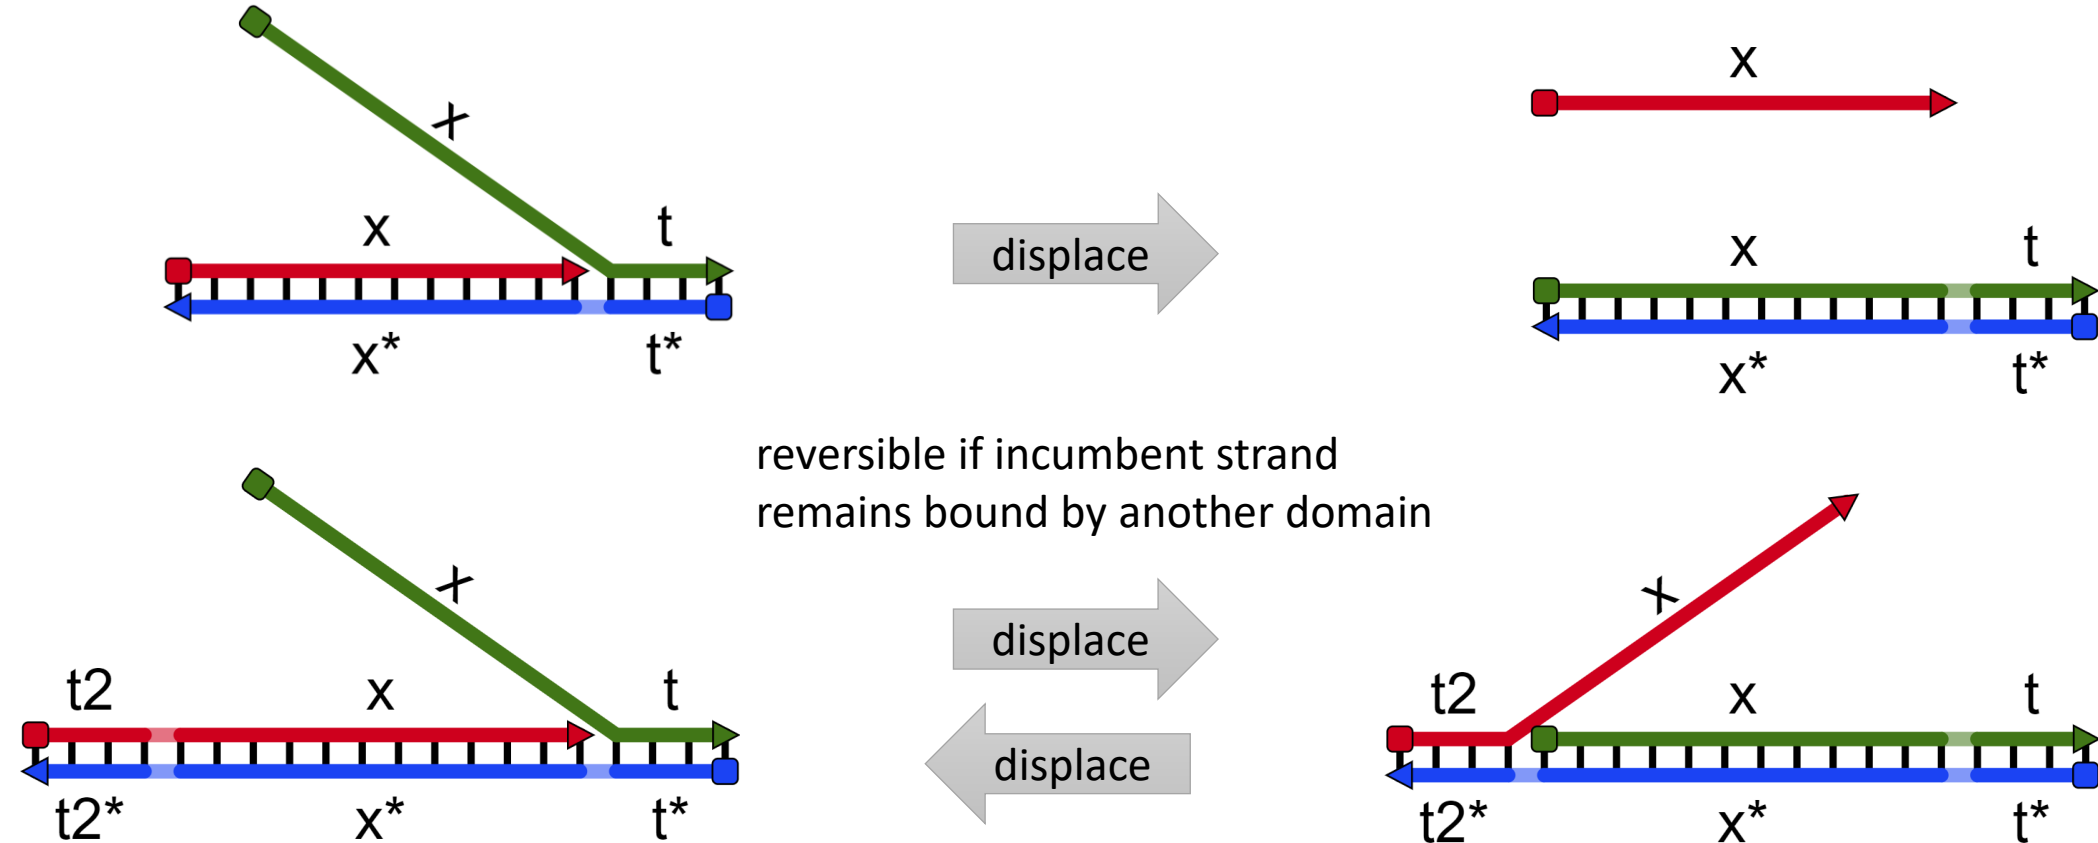 x
x
x
t
displace
x
t
x*
t*
x*
t*
reversible if incumbent strand
remains bound by another domain
x
displace
x
t2
x
t
t2
x
t
displace
t2*
x*
t*
t2*
x*
t*